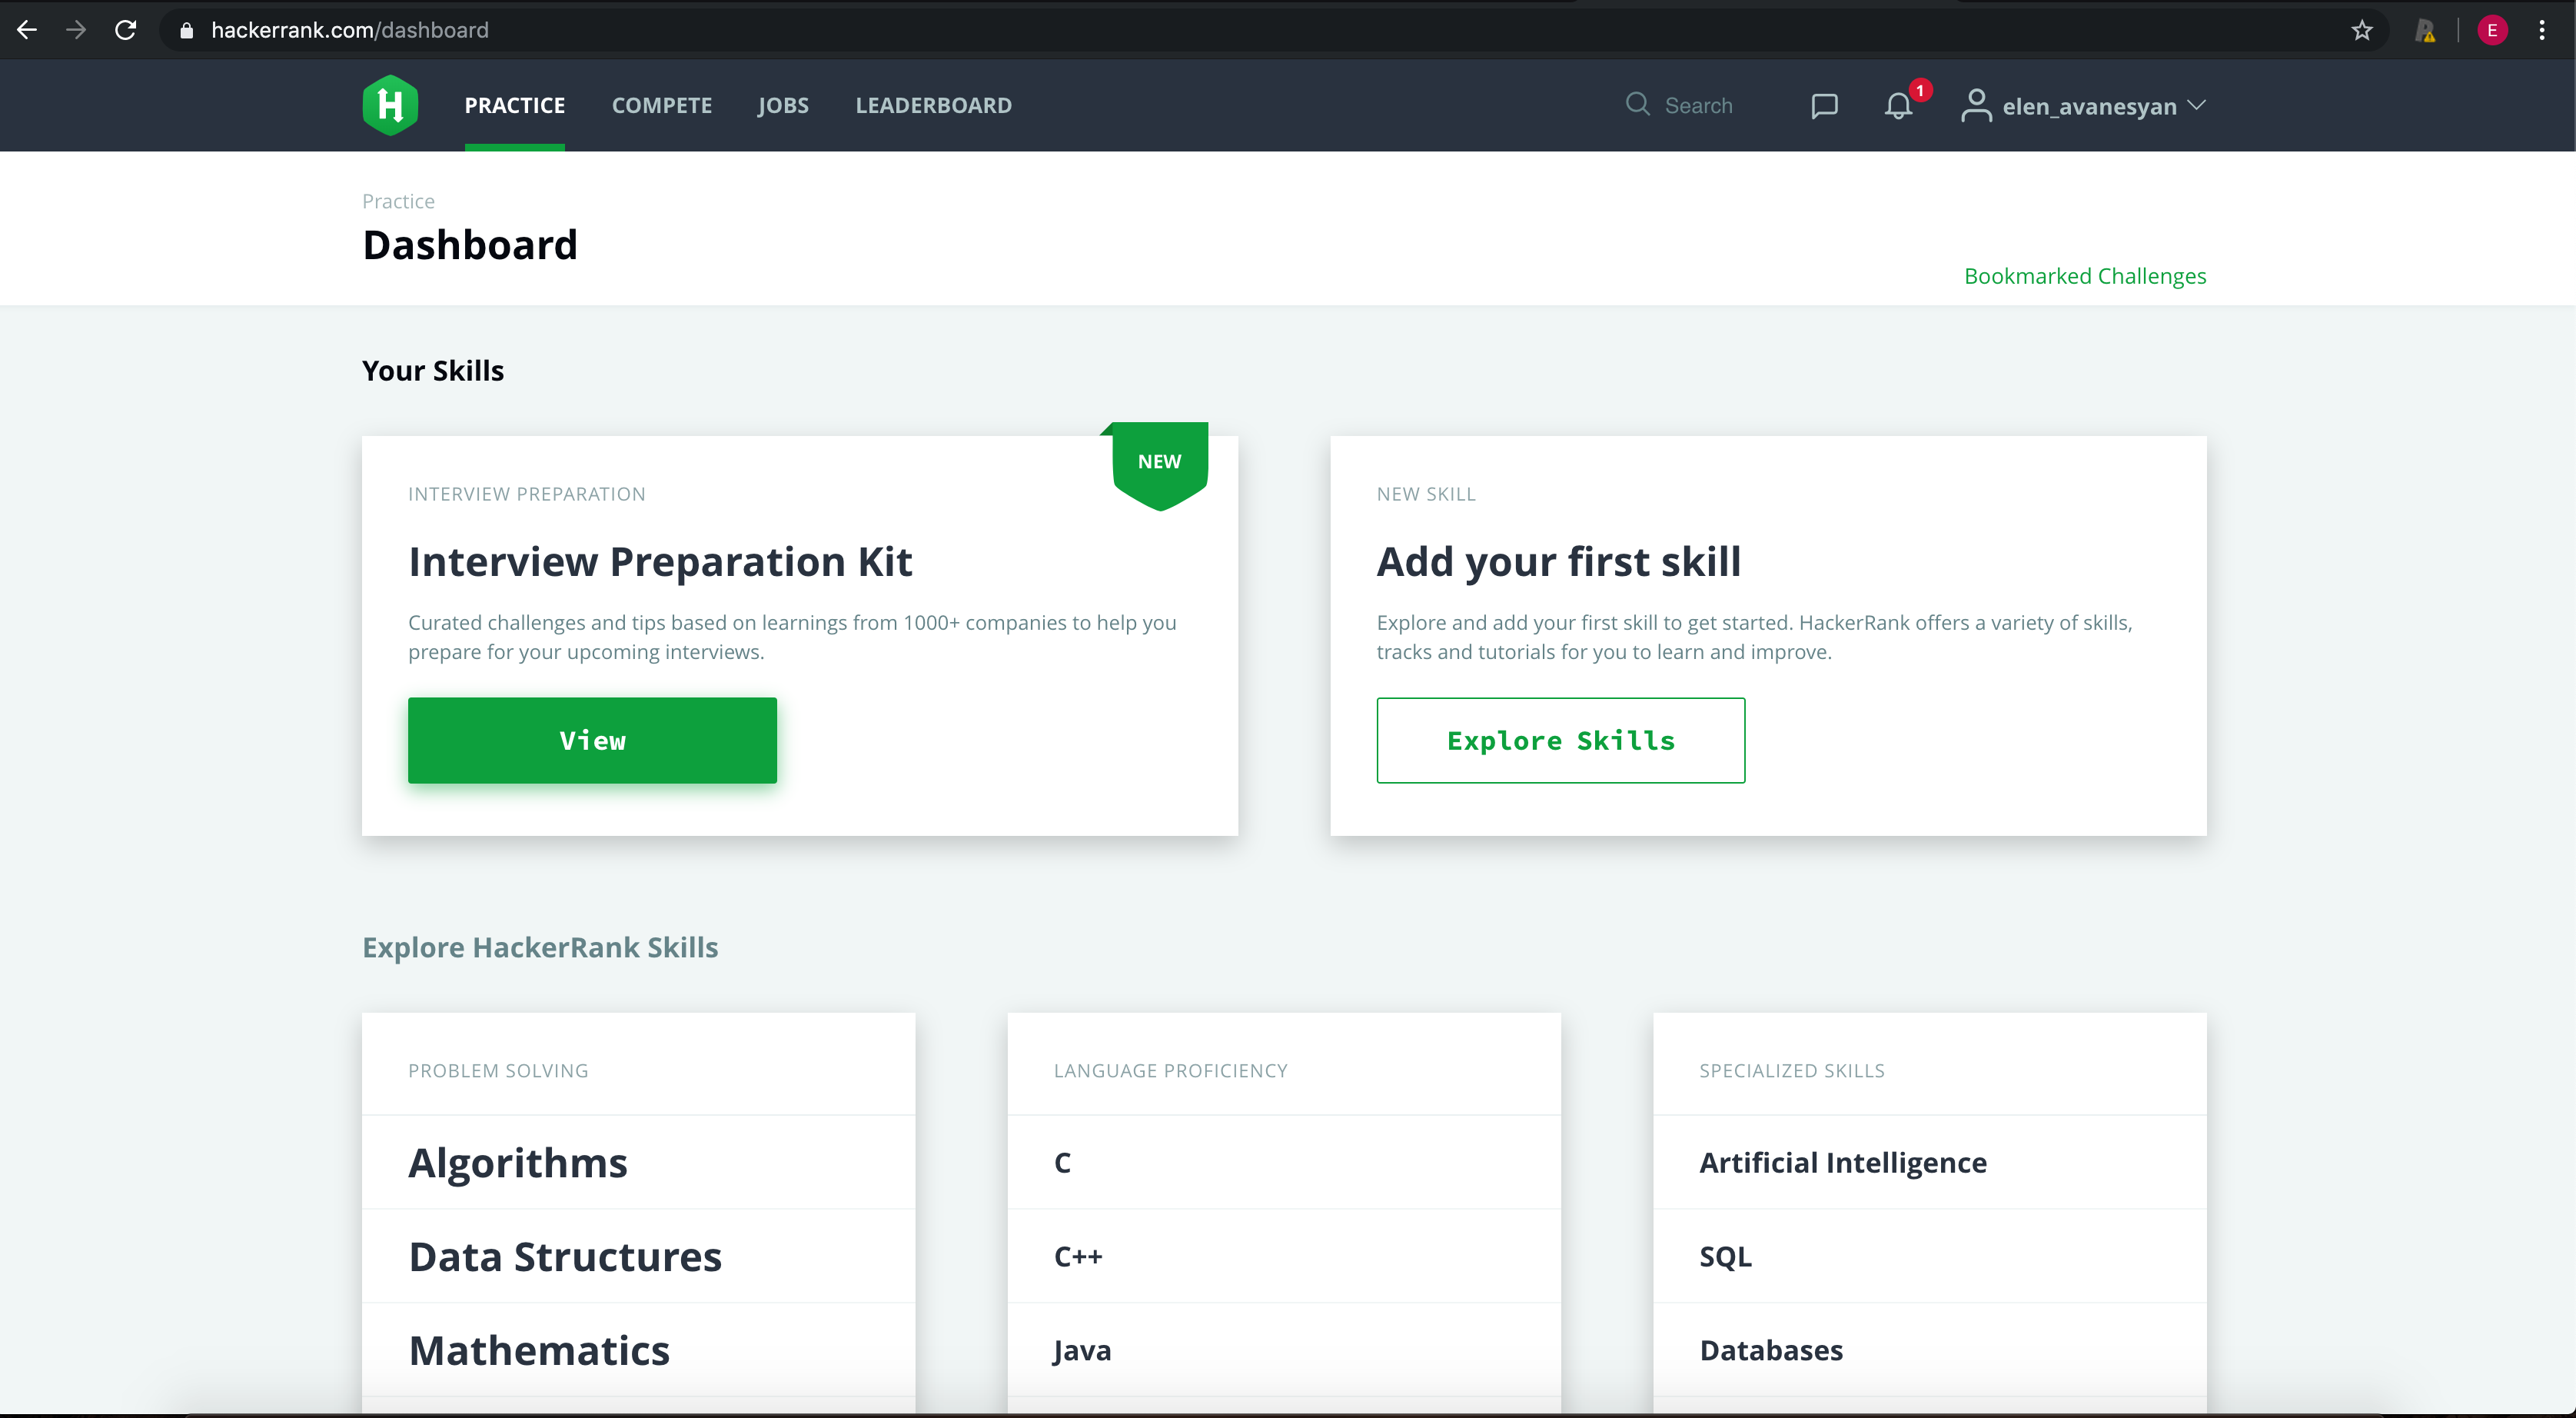 hackerrank.com/dashboard
E
H
PRACTICE
COMPETE
JOBS
LEADERBOARD
Search
1
elen_avanesyan
Practice
Dashboard
Bookmarked Challenges
Your Skills
NEW
INTERVIEW PREPARATION
Interview Preparation Kit
Curated challenges and tips based on learnings from 1000+ companies to help you
prepare for your upcoming interviews.
View
NEW SKILL
Add your first skill
Explore and add your first skill to get started. HackerRank offers a variety of skills,
tracks and tutorials for you to learn and improve.
Explore Skills
Explore HackerRank Skills
PROBLEM SOLVING
Algorithms
Data Structures
Mathematics
LANGUAGE PROFICIENCY
C
C++
Java
SPECIALIZED SKILLS
Artificial Intelligence
SQL
Databases